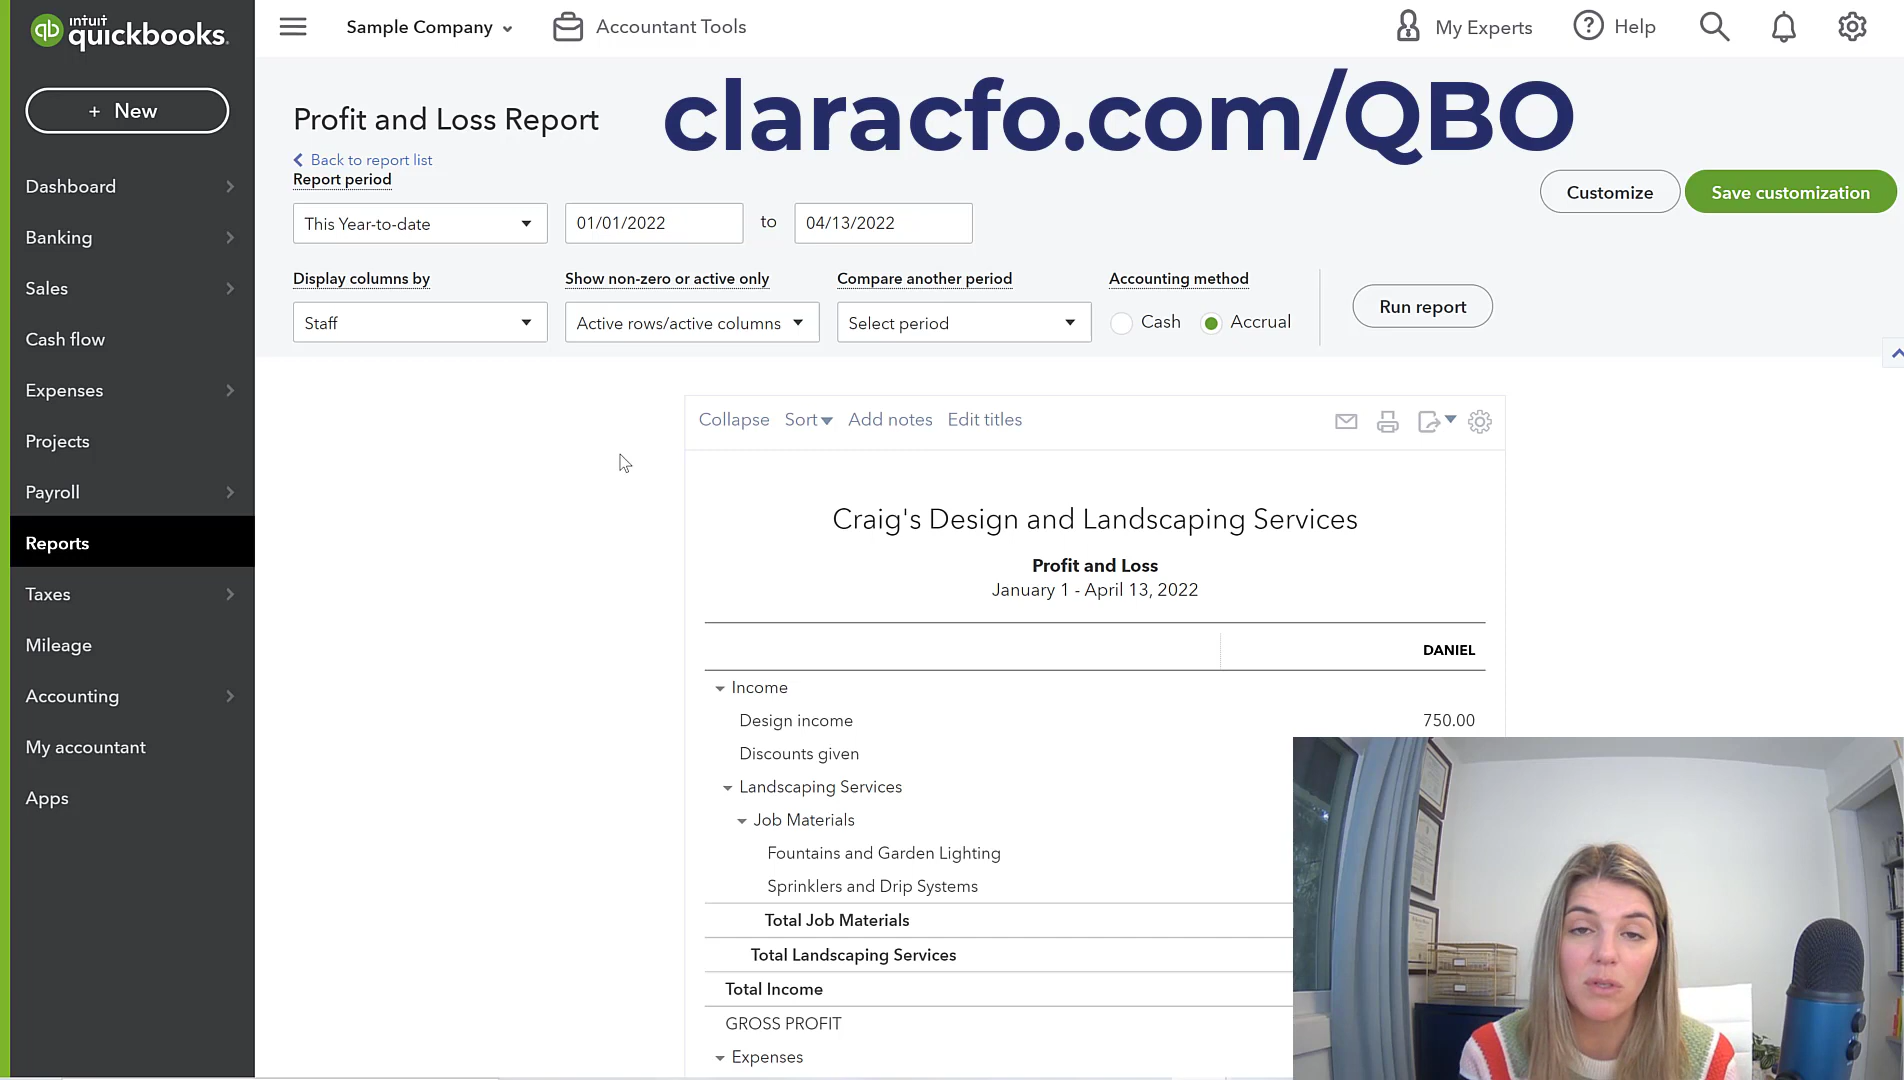 intuit
quickbooks.
Sample Company
Accountant Tools
My Experts
Help
+ New
Profit and Loss Report
claracfo.com/QBO
Back to report list
Report period
Customize
Save customization
This Year-to-date
01/01/2022
to
04/13/2022
Display columns by
Show non-zero or active only
Compare another period
Accounting method
Staff
Active rows/active columns
Select period
Cash
Accrual
Run report
Dashboard
Banking
Sales
Cash flow
Expenses
Projects
Payroll
Reports
Taxes
Mileage
Accounting
My accountant
Apps
Collapse
Sort
Add notes
Edit titles
Craig's Design and Landscaping Services
Profit and Loss
January 1 - April 13, 2022
DANIEL
Income
Design income 750.00
Discounts given
Landscaping Services
Job Materials
Fountains and Garden Lighting
Sprinklers and Drip Systems
Total Job Materials
Total Landscaping Services
Total Income
GROSS PROFIT
Expenses